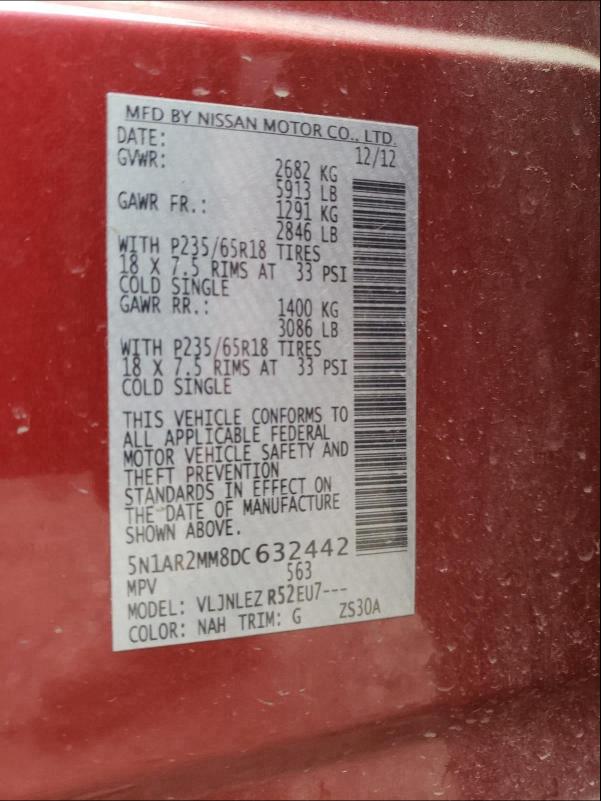 MFD BY NISSAN MOTOR CO., LTD.
DATE: 12/12
GVWR: 2682 KG
5913 LB
GAWR FR.: 1291 KG
2846 LB
WITH P235/65R18 TIRES
18 X 7.5 RIMS AT 33 PSI
COLD SINGLE
GAWR RR.: 1400 KG
3086 LB
WITH P235/65R18 TIRES
18 X 7.5 RIMS AT 33 PSI
COLD SINGLE
THIS VEHICLE CONFORMS TO
ALL APPLICABLE FEDERAL
MOTOR VEHICLE SAFETY AND
THEFT PREVENTION
STANDARDS IN EFFECT ON
THE DATE OF MANUFACTURE
SHOWN ABOVE.
5N1AR2MM8DC 632442
MPV 563
MODEL: VLJNLEZ R52EU7---
COLOR: NAH TRIM: G ZS30A